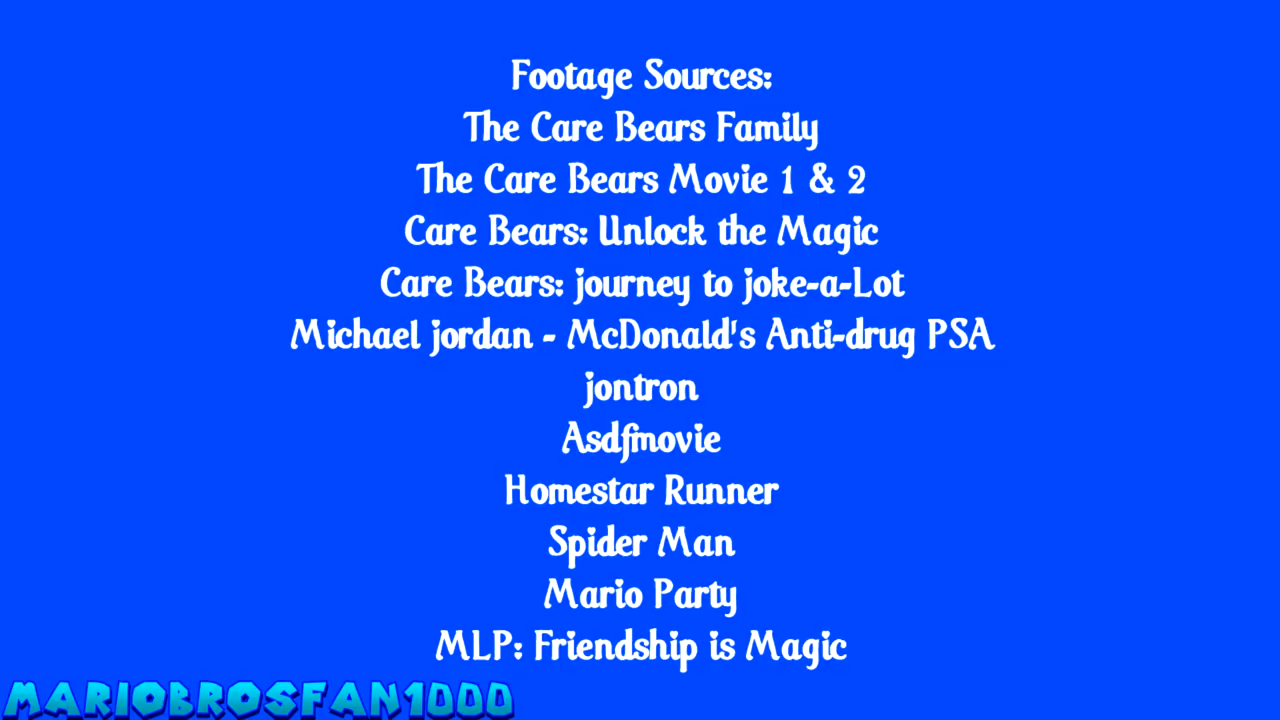 Footage Sources:
The Care Bears Family
The Care Bears Movie 1 & 2
Care Bears: Unlock the Magic
Care Bears: journey to joke-a-Lot
Michael jordan - McDonald's Anti-drug PSA
jontron
Asdfmovie
Homestar Runner
Spider Man
Mario Party
MLP: Friendship is Magic
MARIOBROSFAN1000